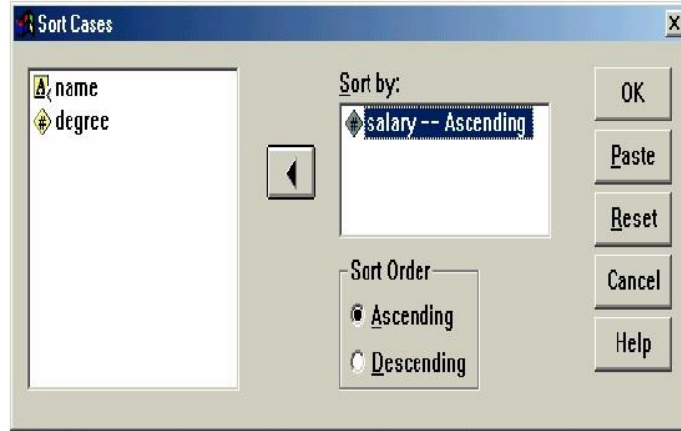 Sort Cases
name
degree
Sort by:
salary -- Ascending
Sort Order
Ascending
Descending
OK
Paste
Reset
Cancel
Help